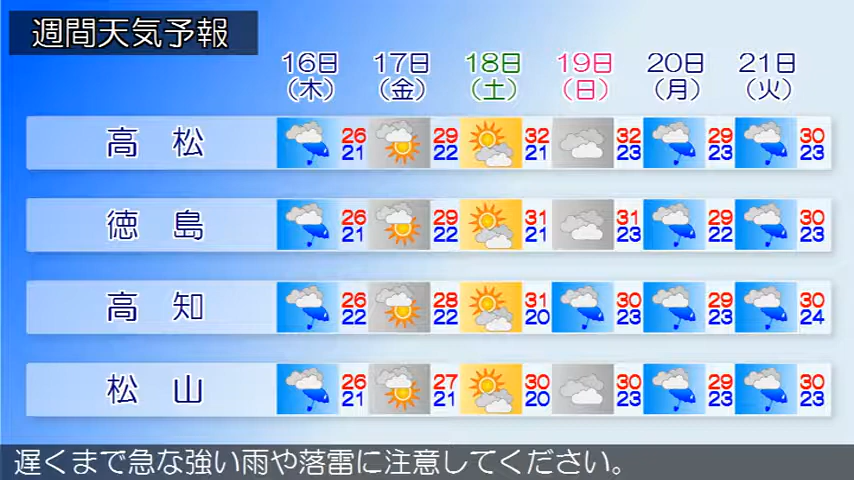 週間天気予報
16日 17日 18日 19日 20日 21日
(木) (金) (土) (日) (月) (火)
高松 26 21 29 22 32 21 32 23 29 23 30 23
徳島 26 21 29 22 31 21 31 23 29 22 30 23
高知 26 22 28 22 31 20 30 23 29 23 30 24
松山 26 21 27 21 30 20 30 23 29 23 30 23
遅くまで急な強い雨や落雷に注意してください。